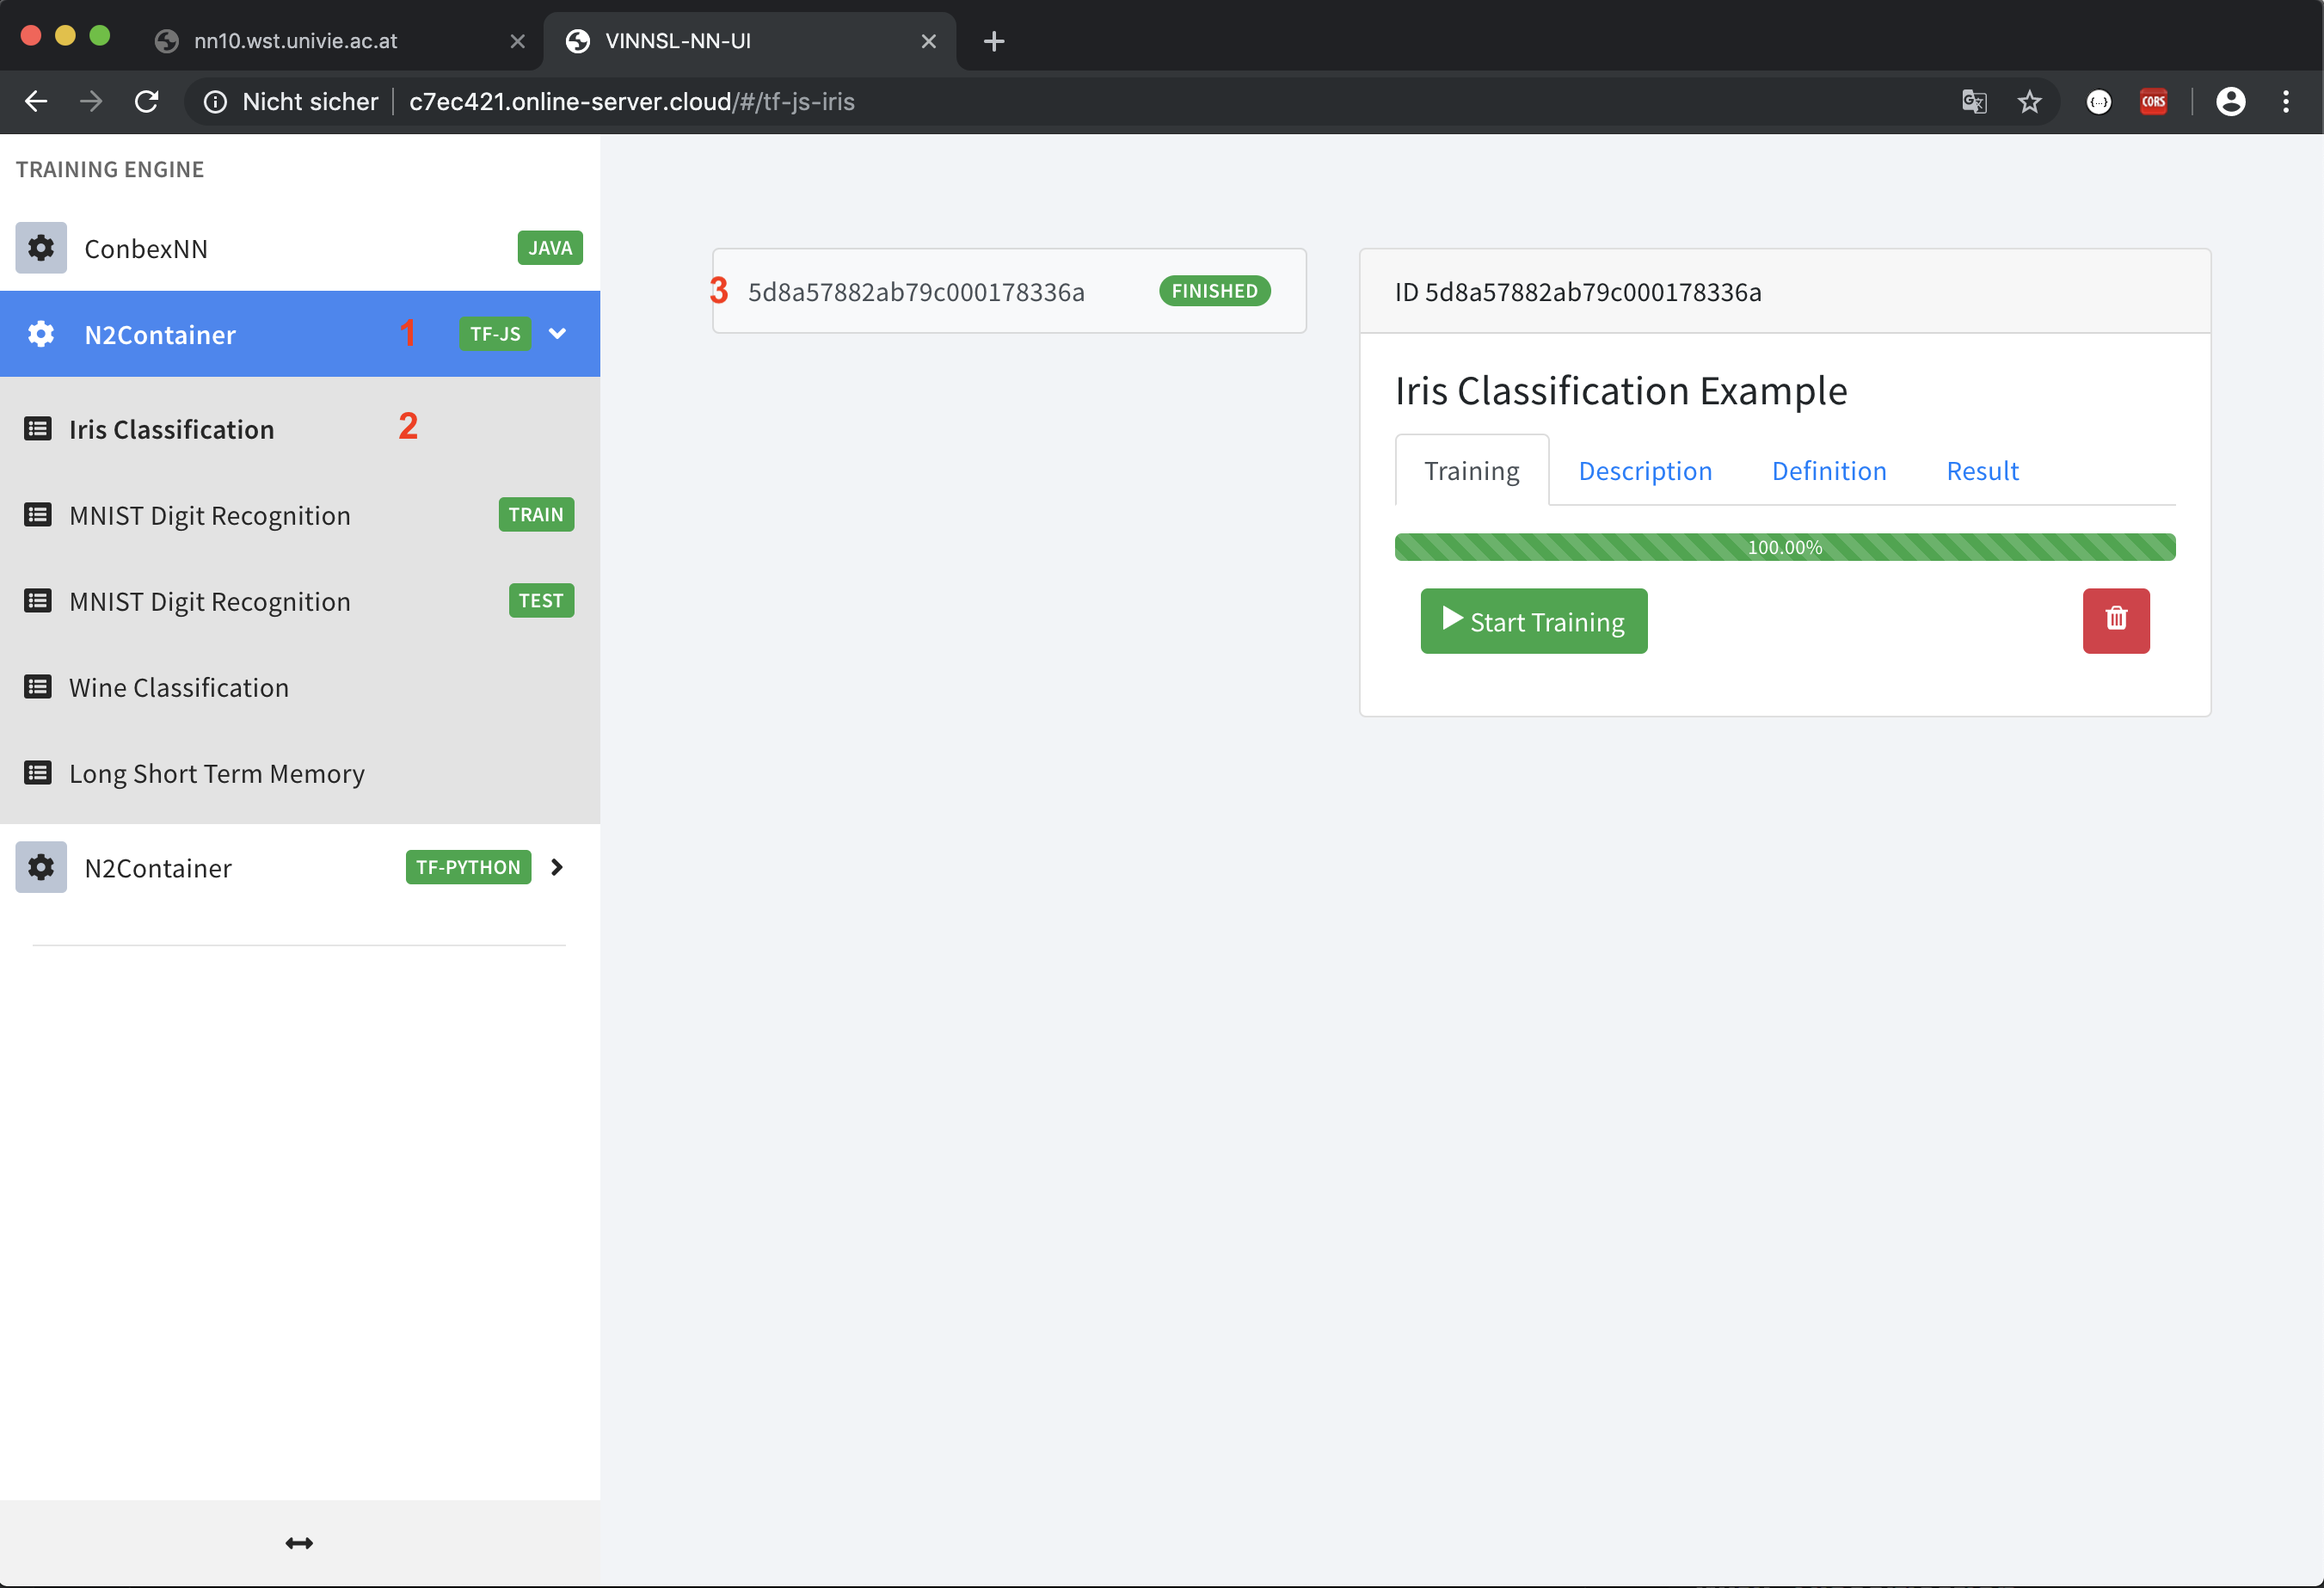 nn10.wst.univie.ac.at
VINNSL-NN-UI
Nicht sicher
c7ec421.online-server.cloud/#/tf-js-iris
CORS
TRAINING ENGINE
ConbexNN JAVA
N2Container 1 TF-JS
Iris Classification 2
MNIST Digit Recognition TRAIN
MNIST Digit Recognition TEST
Wine Classification
Long Short Term Memory
N2Container TF-PYTHON
3 5d8a57882ab79c000178336a FINISHED
ID 5d8a57882ab79c000178336a
Iris Classification Example
Training Description Definition Result
100.00%
Start Training